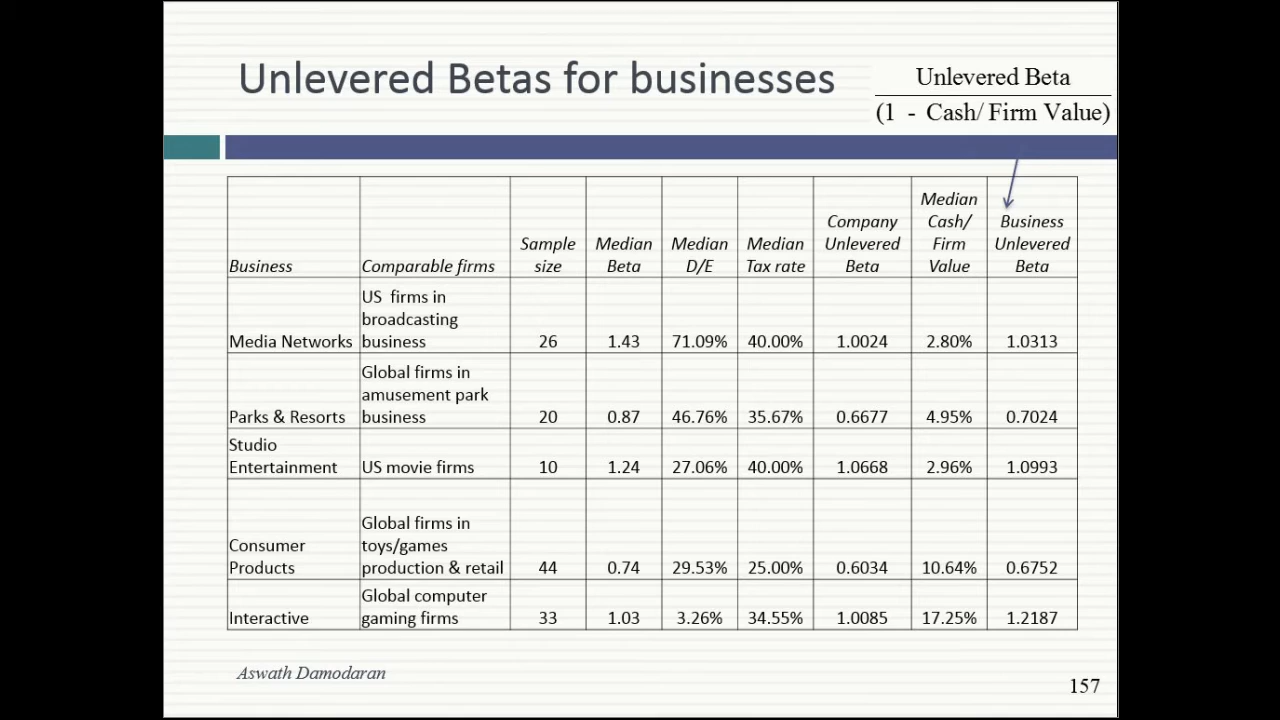 Unlevered Betas for businesses
Unlevered Beta
(1 - Cash/ Firm Value)
Business
Comparable firms
Sample
size
Median
Beta
Median
D/E
Median
Tax rate
Company
Unlevered
Beta
Median
Cash/
Firm
Value
Business
Unlevered
Beta
Media Networks
US firms in
broadcasting
business
26
1.43
71.09%
40.00%
1.0024
2.80%
1.0313
Parks & Resorts
Global firms in
amusement park
business
20
0.87
46.76%
35.67%
0.6677
4.95%
0.7024
Studio
Entertainment
US movie firms
10
1.24
27.06%
40.00%
1.0668
2.96%
1.0993
Consumer
Products
Global firms in
toys/games
production & retail
44
0.74
29.53%
25.00%
0.6034
10.64%
0.6752
Interactive
Global computer
gaming firms
33
1.03
3.26%
34.55%
1.0085
17.25%
1.2187
Aswath Damodaran
157